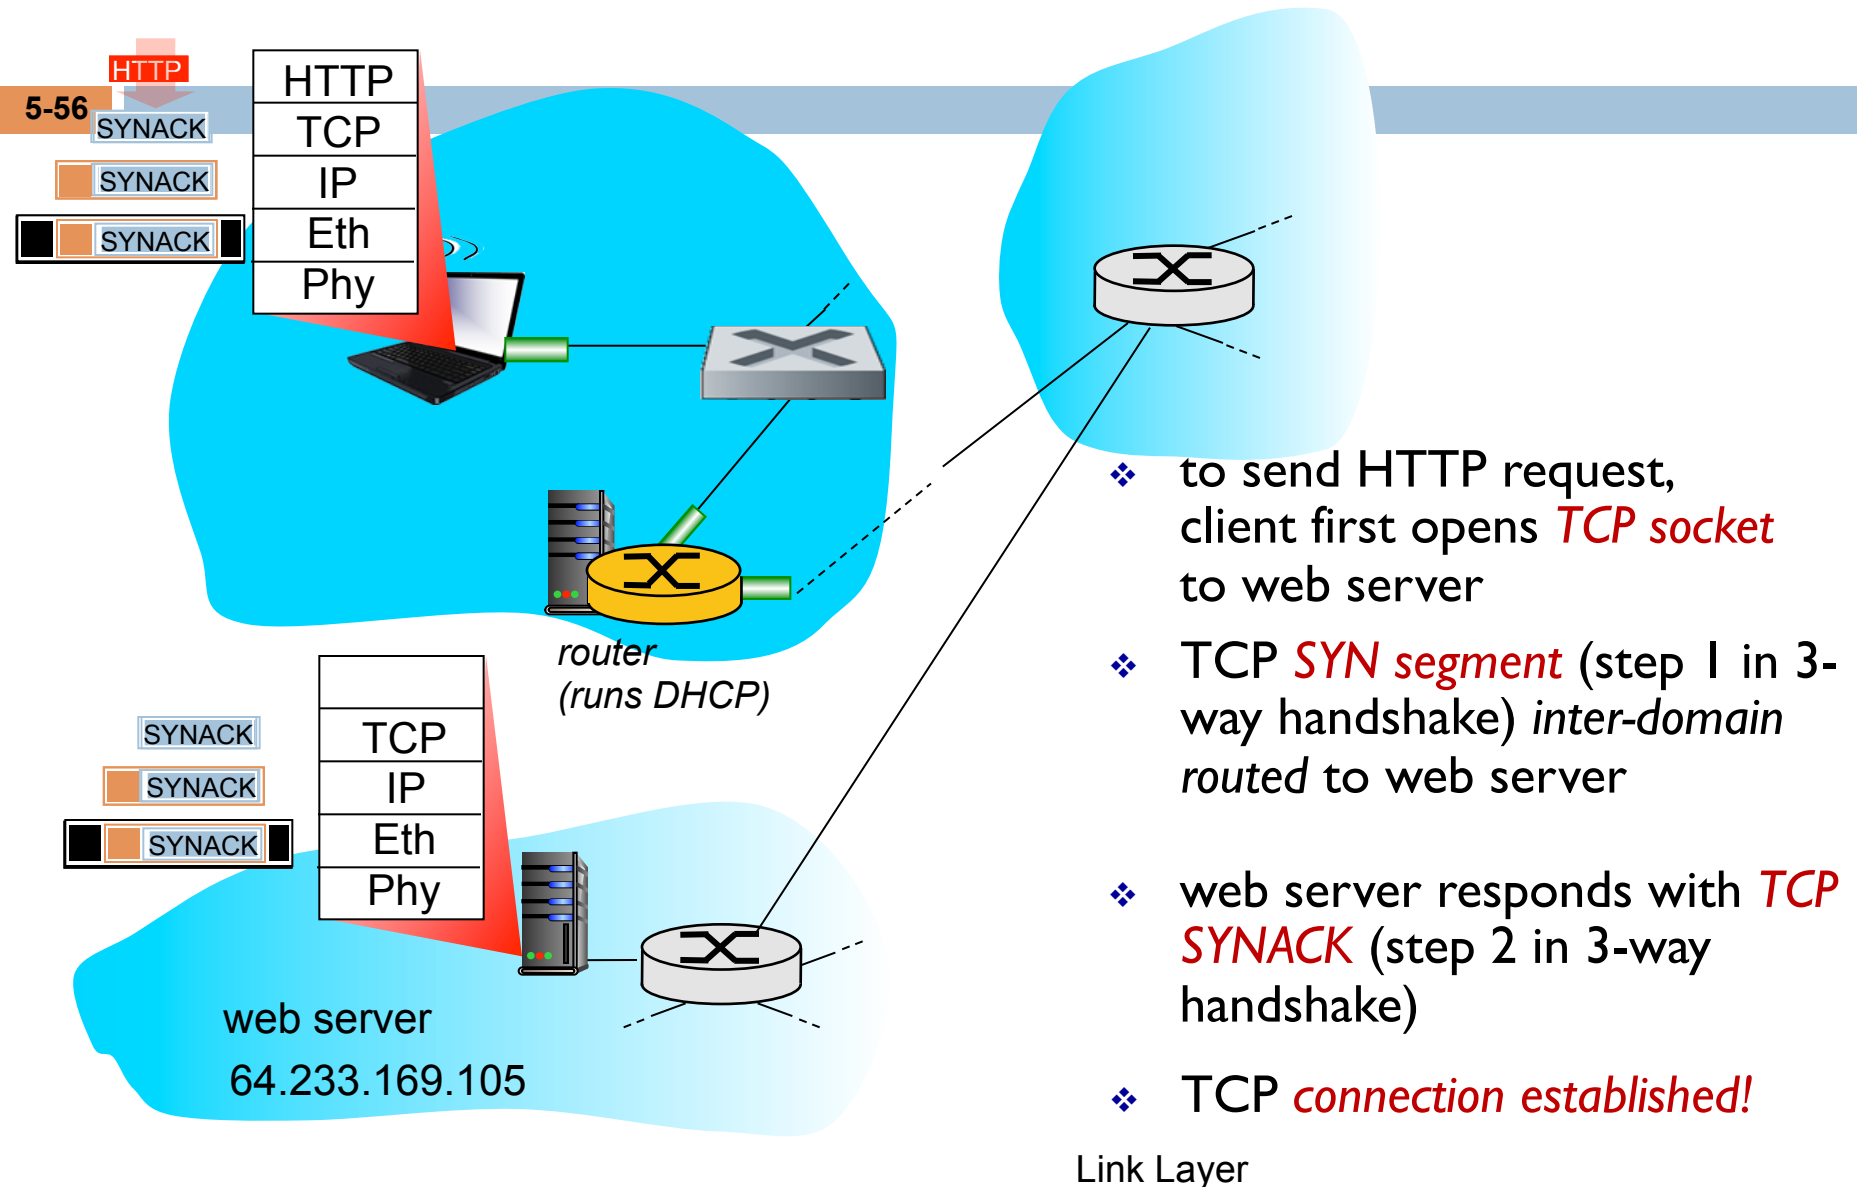 HTTP
5-56
SYNACK
SYNACK
SYNACK
HTTP
TCP
IP
Eth
Phy
router
(runs DHCP)
SYNACK
SYNACK
SYNACK
TCP
IP
Eth
Phy
web server
64.233.169.105
❖ to send HTTP request,
client first opens TCP socket
to web server
❖ TCP SYN segment (step 1 in 3-
way handshake) inter-domain
routed to web server
❖ web server responds with TCP
SYNACK (step 2 in 3-way
handshake)
❖ TCP connection established!
Link Layer